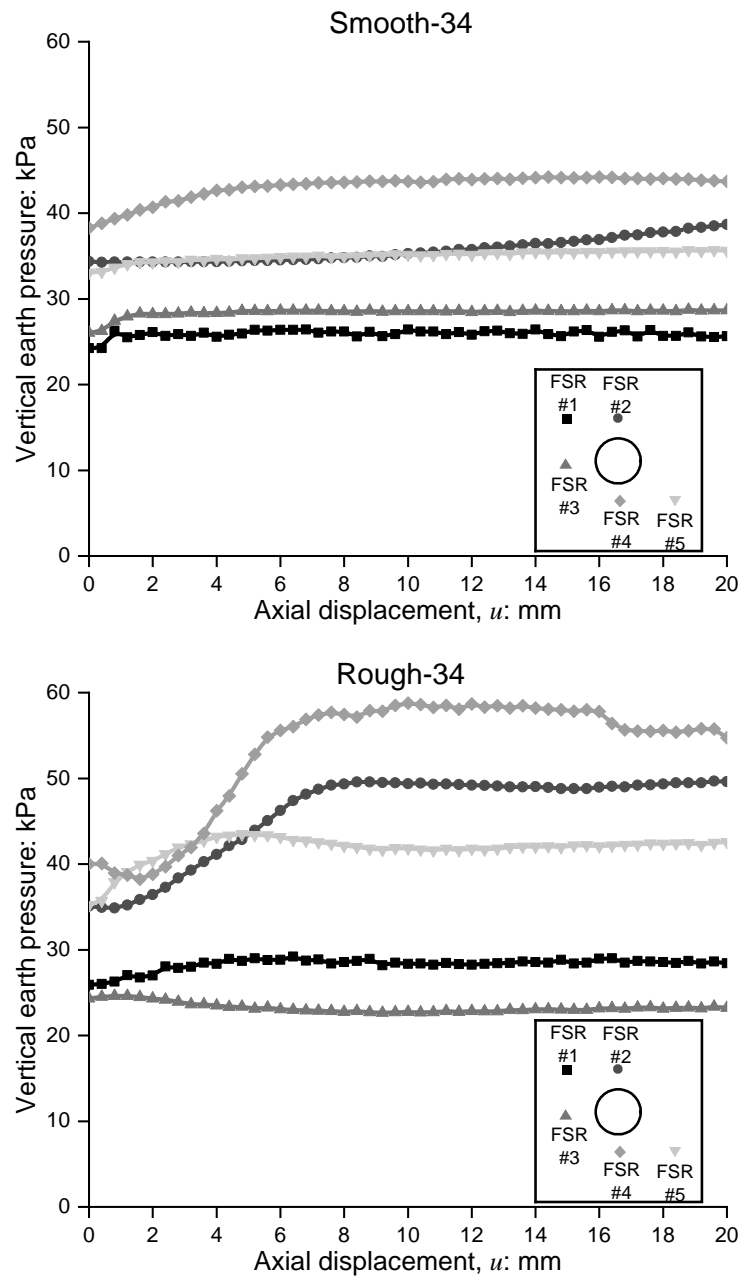 Smooth-34
60
50
40
30
20
10
0
Vertical earth pressure: kPa
FSR FSR
#1 #2
FSR
#3
FSR FSR
#4 #5
0 2 4 6 8 10 12 14 16 18 20
Axial displacement, u: mm
Rough-34
60
50
40
30
20
10
0
Vertical earth pressure: kPa
FSR FSR
#1 #2
FSR
#3
FSR FSR
#4 #5
0 2 4 6 8 10 12 14 16 18 20
Axial displacement, u: mm